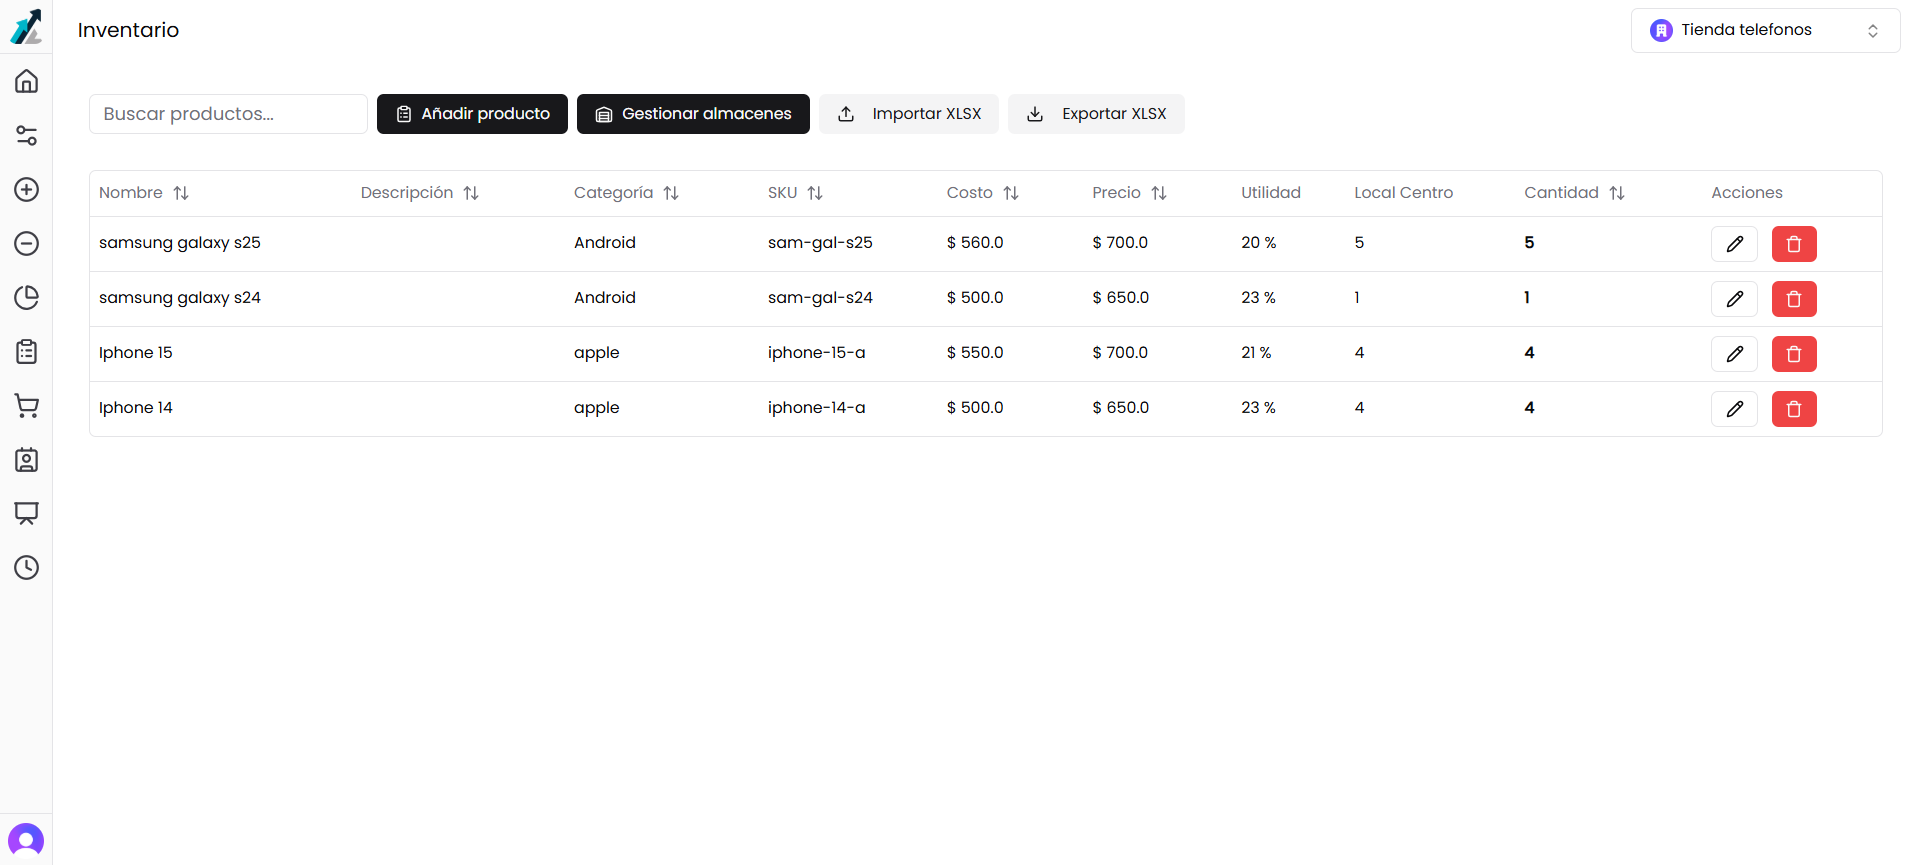 Inventario
Tienda telefonos
Buscar productos...
Añadir producto
Gestionar almacenes
Importar XLSX
Exportar XLSX
Nombre Descripción Categoría SKU Costo Precio Utilidad Local Centro Cantidad Acciones
samsung galaxy s25 Android sam-gal-s25 $ 560.0 $ 700.0 20 % 5 5
samsung galaxy s24 Android sam-gal-s24 $ 500.0 $ 650.0 23 % 1 1
Iphone 15 apple iphone-15-a $ 550.0 $ 700.0 21 % 4 4
Iphone 14 apple iphone-14-a $ 500.0 $ 650.0 23 % 4 4